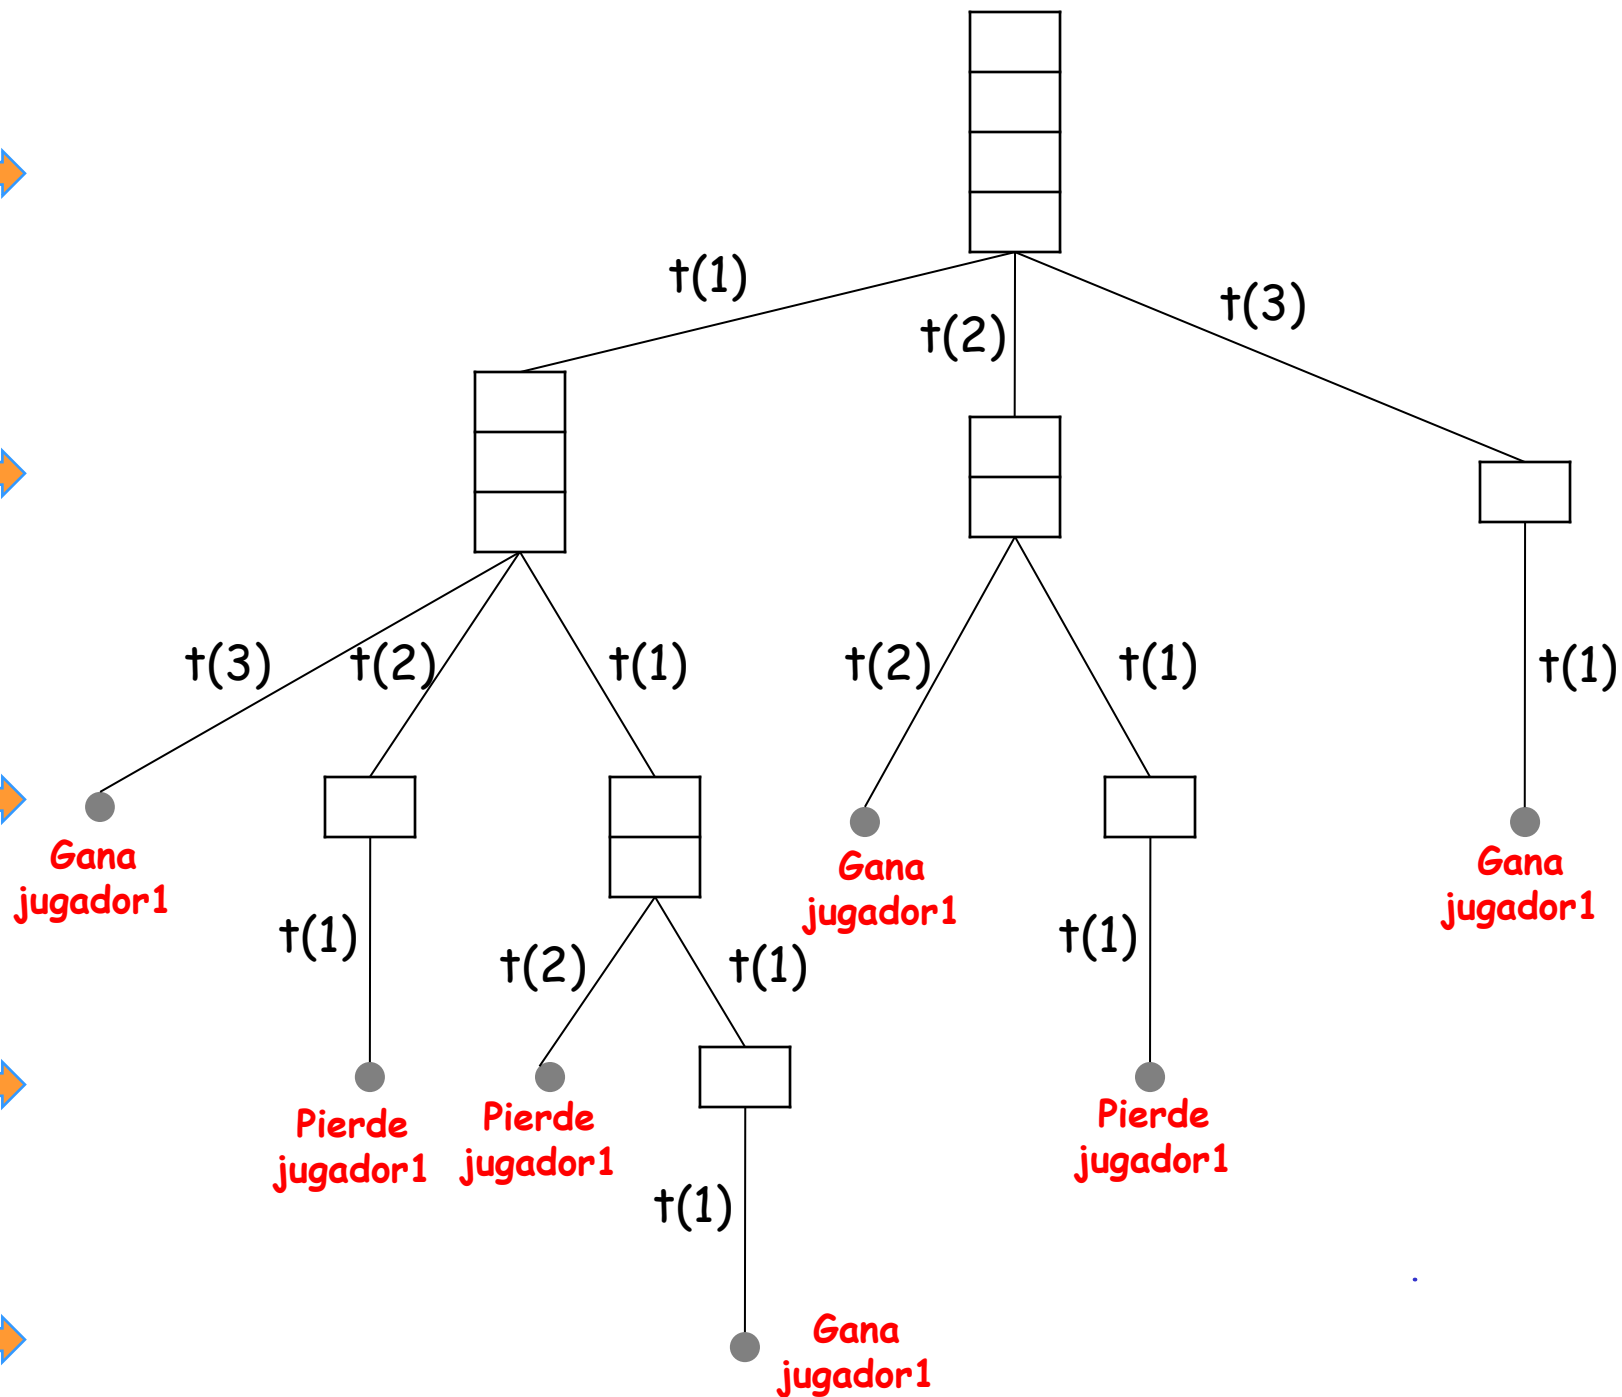 t(1)
t(2)
t(3)
t(3)
t(2)
t(1)
t(2)
t(1)
t(1)
Gana
jugador1
Gana
jugador1
Gana
jugador1
t(1)
t(2)
t(1)
t(1)
Pierde
jugador1
Pierde
jugador1
Pierde
jugador1
t(1)
Gana
jugador1